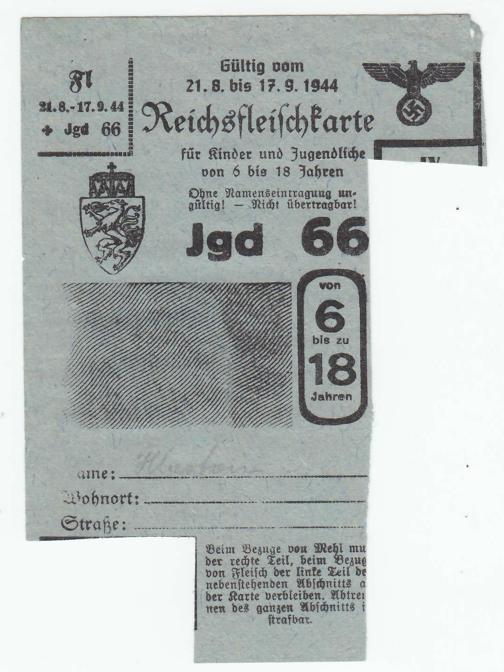 Fl
21.8.-17.9.44
+ Jgd 66
Gültig vom
21. 8. bis 17. 9. 1944
Reichsfleischkarte
für Kinder und Jugendliche
von 6 bis 18 Jahren
Ohne Namenseintragung un-
gültig! — Nicht übertragbar!
IV
Jgd 66
von
6
bis zu
18
Jahren
ame:
Wohnort:
Straße:
Beim Bezuge von Mehl mu
der rechte Teil, beim Bezug
von Fleisch der linke Teil de
nebenstehenden Abschnitts a
der Karte verbleiben. Abtren
nen des ganzen Abschnitts i
strafbar.